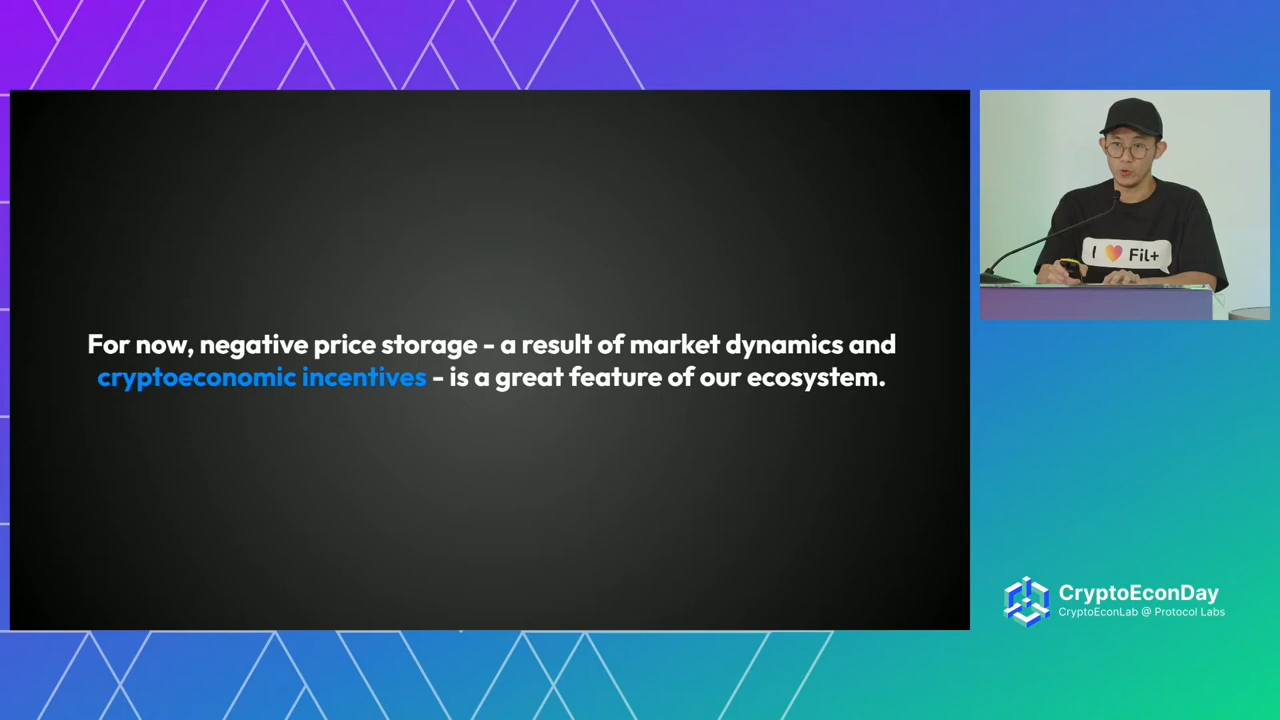 For now, negative price storage - a result of market dynamics and
cryptoeconomic incentives - is a great feature of our ecosystem.
I Fil+
CryptoEconDay
CryptoEconLab @ Protocol Labs